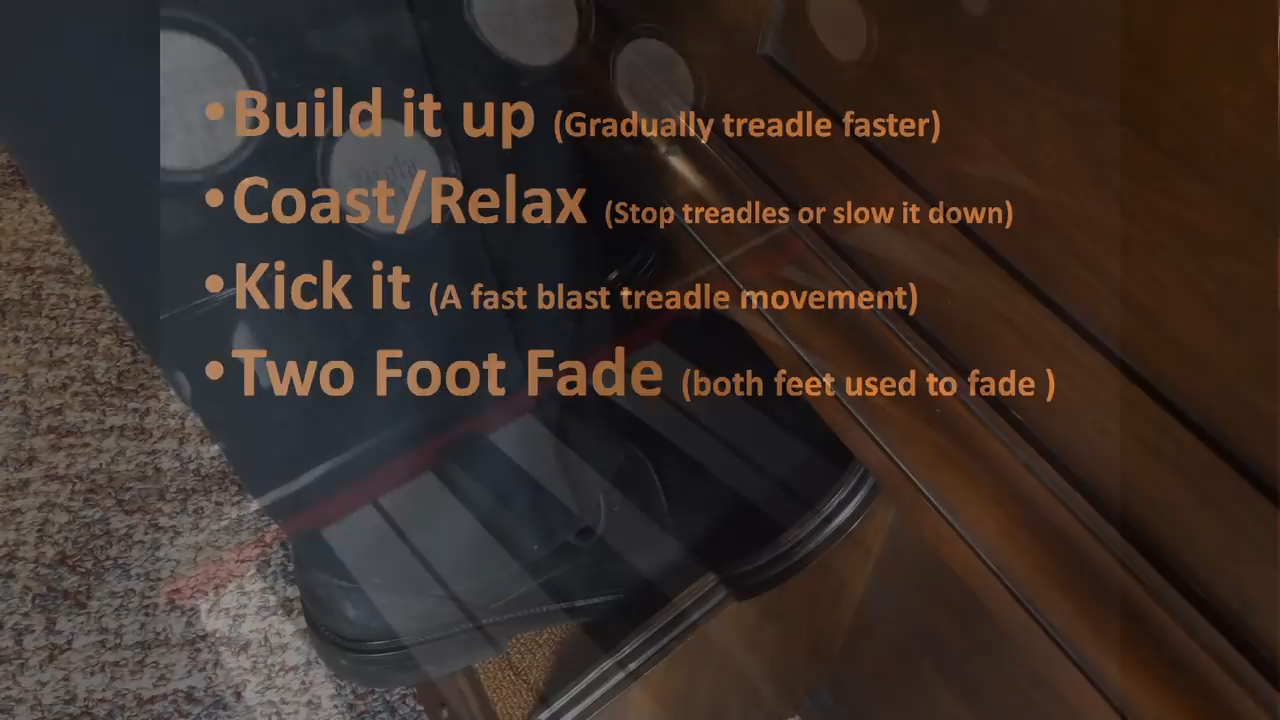 •Build it up (Gradually treadle faster)
•Coast/Relax (Stop treadles or slow it down)
•Kick it (A fast blast treadle movement)
•Two Foot Fade (both feet used to fade )